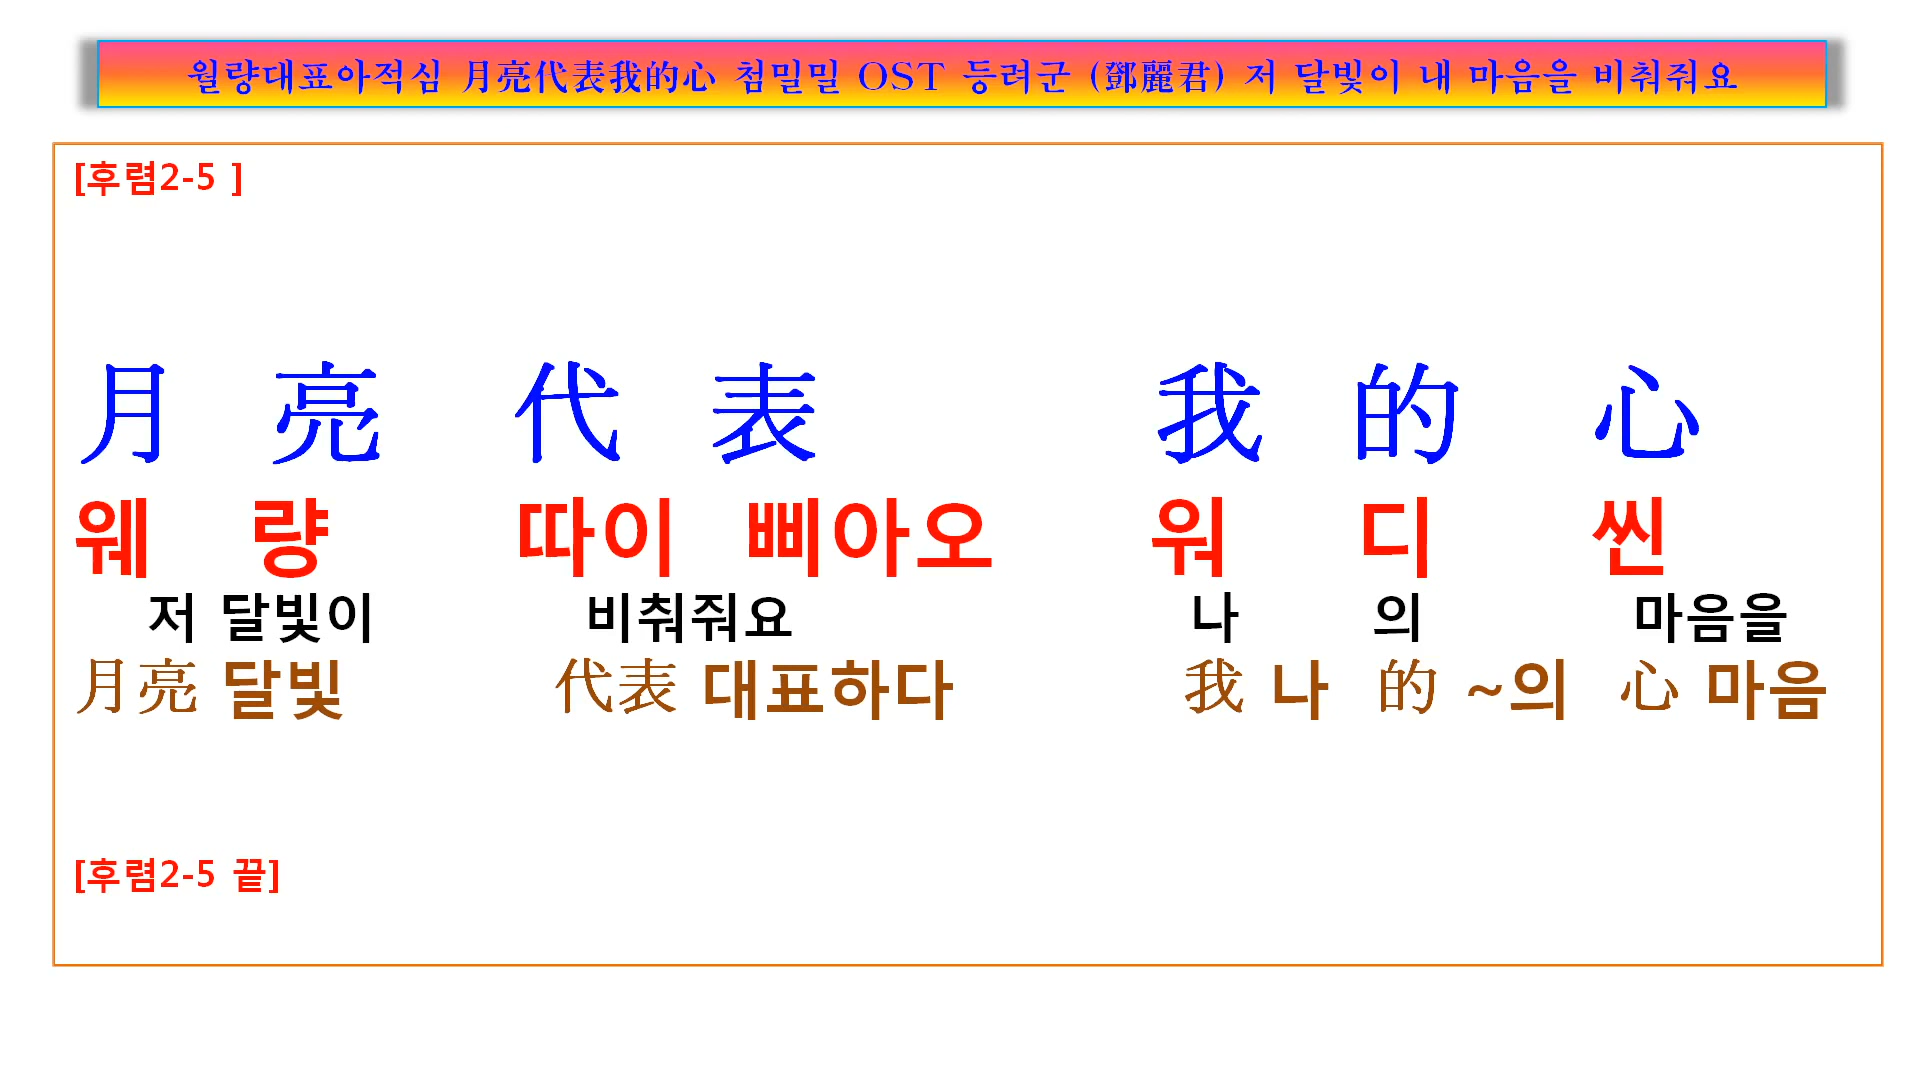 월량대표아적심 月亮代表我的心 첨밀밀 OST 등려군 (鄧麗君) 저 달빛이 내 마음을 비춰줘요
[후렴2-5 ]
月 亮 代 表 我 的 心
웨 량 따이 삐아오 워 디 씬
저 달빛이 비춰줘요 나 의 마음을
月亮 달빛 代表 대표하다 我 나 的 ~의 心 마음
[후렴2-5 끝]